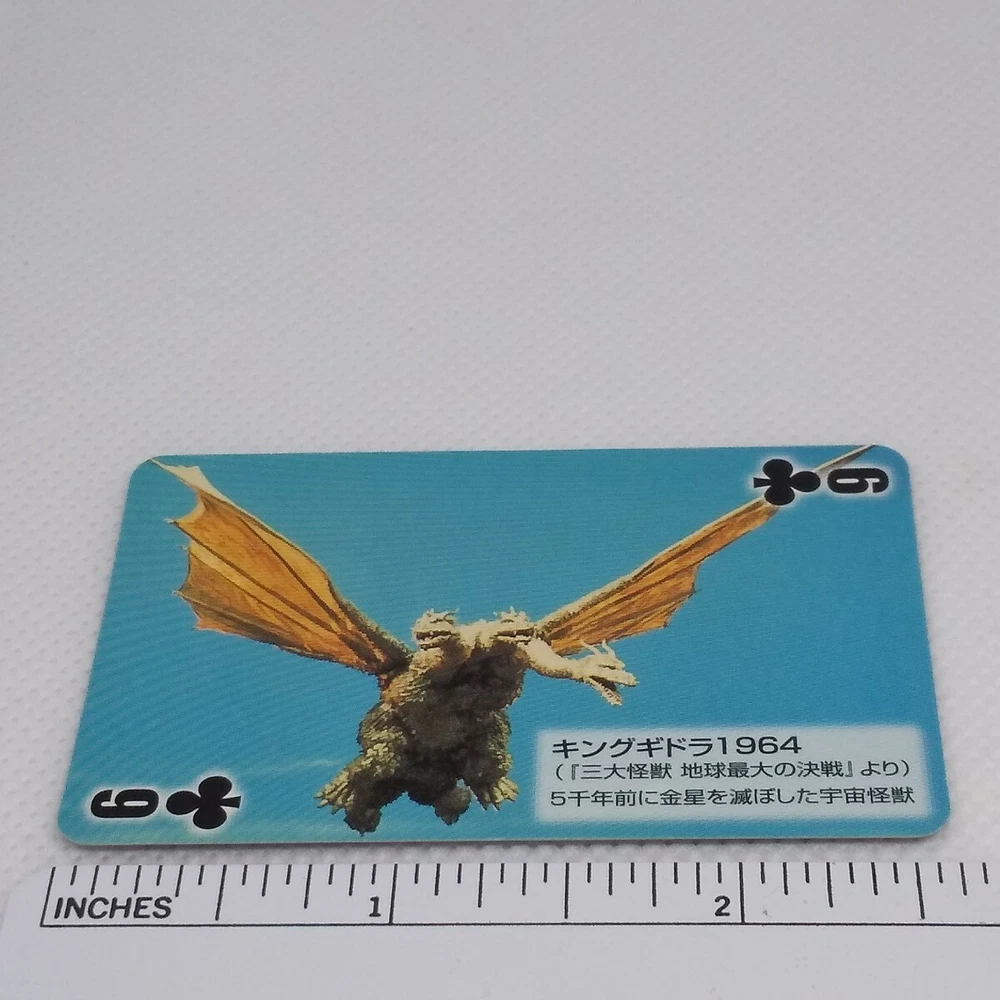 6
キングギドラ1964
(『三大怪獣 地球最大の決戦』より)
5千年前に金星を滅ぼした宇宙怪獣
6
INCHES 1 2